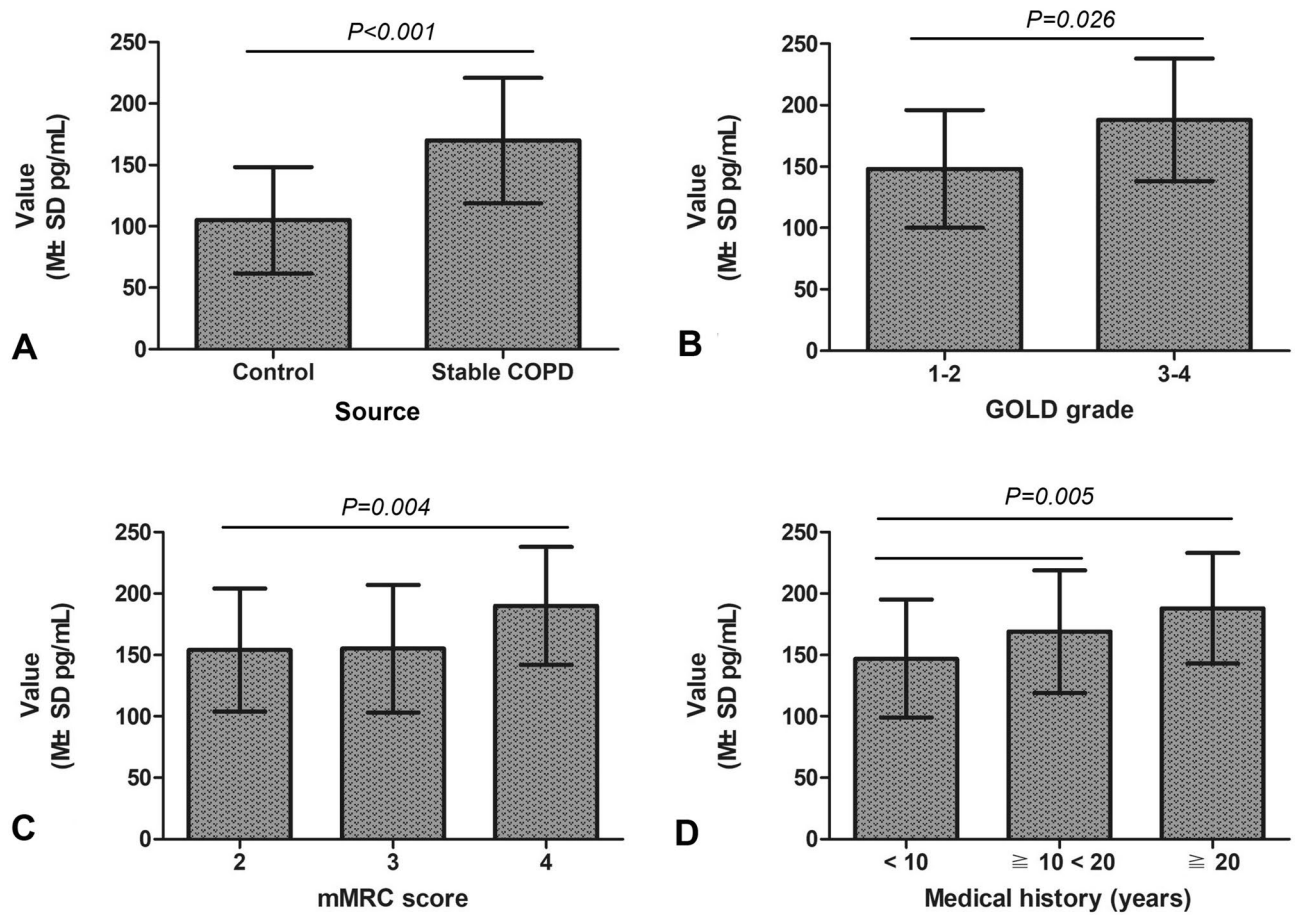 P<0.001
250
200
150
100
50
0
Value
(M± SD pg/mL)
Control
Stable COPD
Source
A
P=0.026
250
200
150
100
50
0
Value
(M± SD pg/mL)
1-2
3-4
GOLD grade
B
P=0.004
250
200
150
100
50
0
Value
(M± SD pg/mL)
2
3
4
mMRC score
C
P=0.005
250
200
150
100
50
0
Value
(M± SD pg/mL)
< 10
≧ 10 < 20
≧ 20
Medical history (years)
D